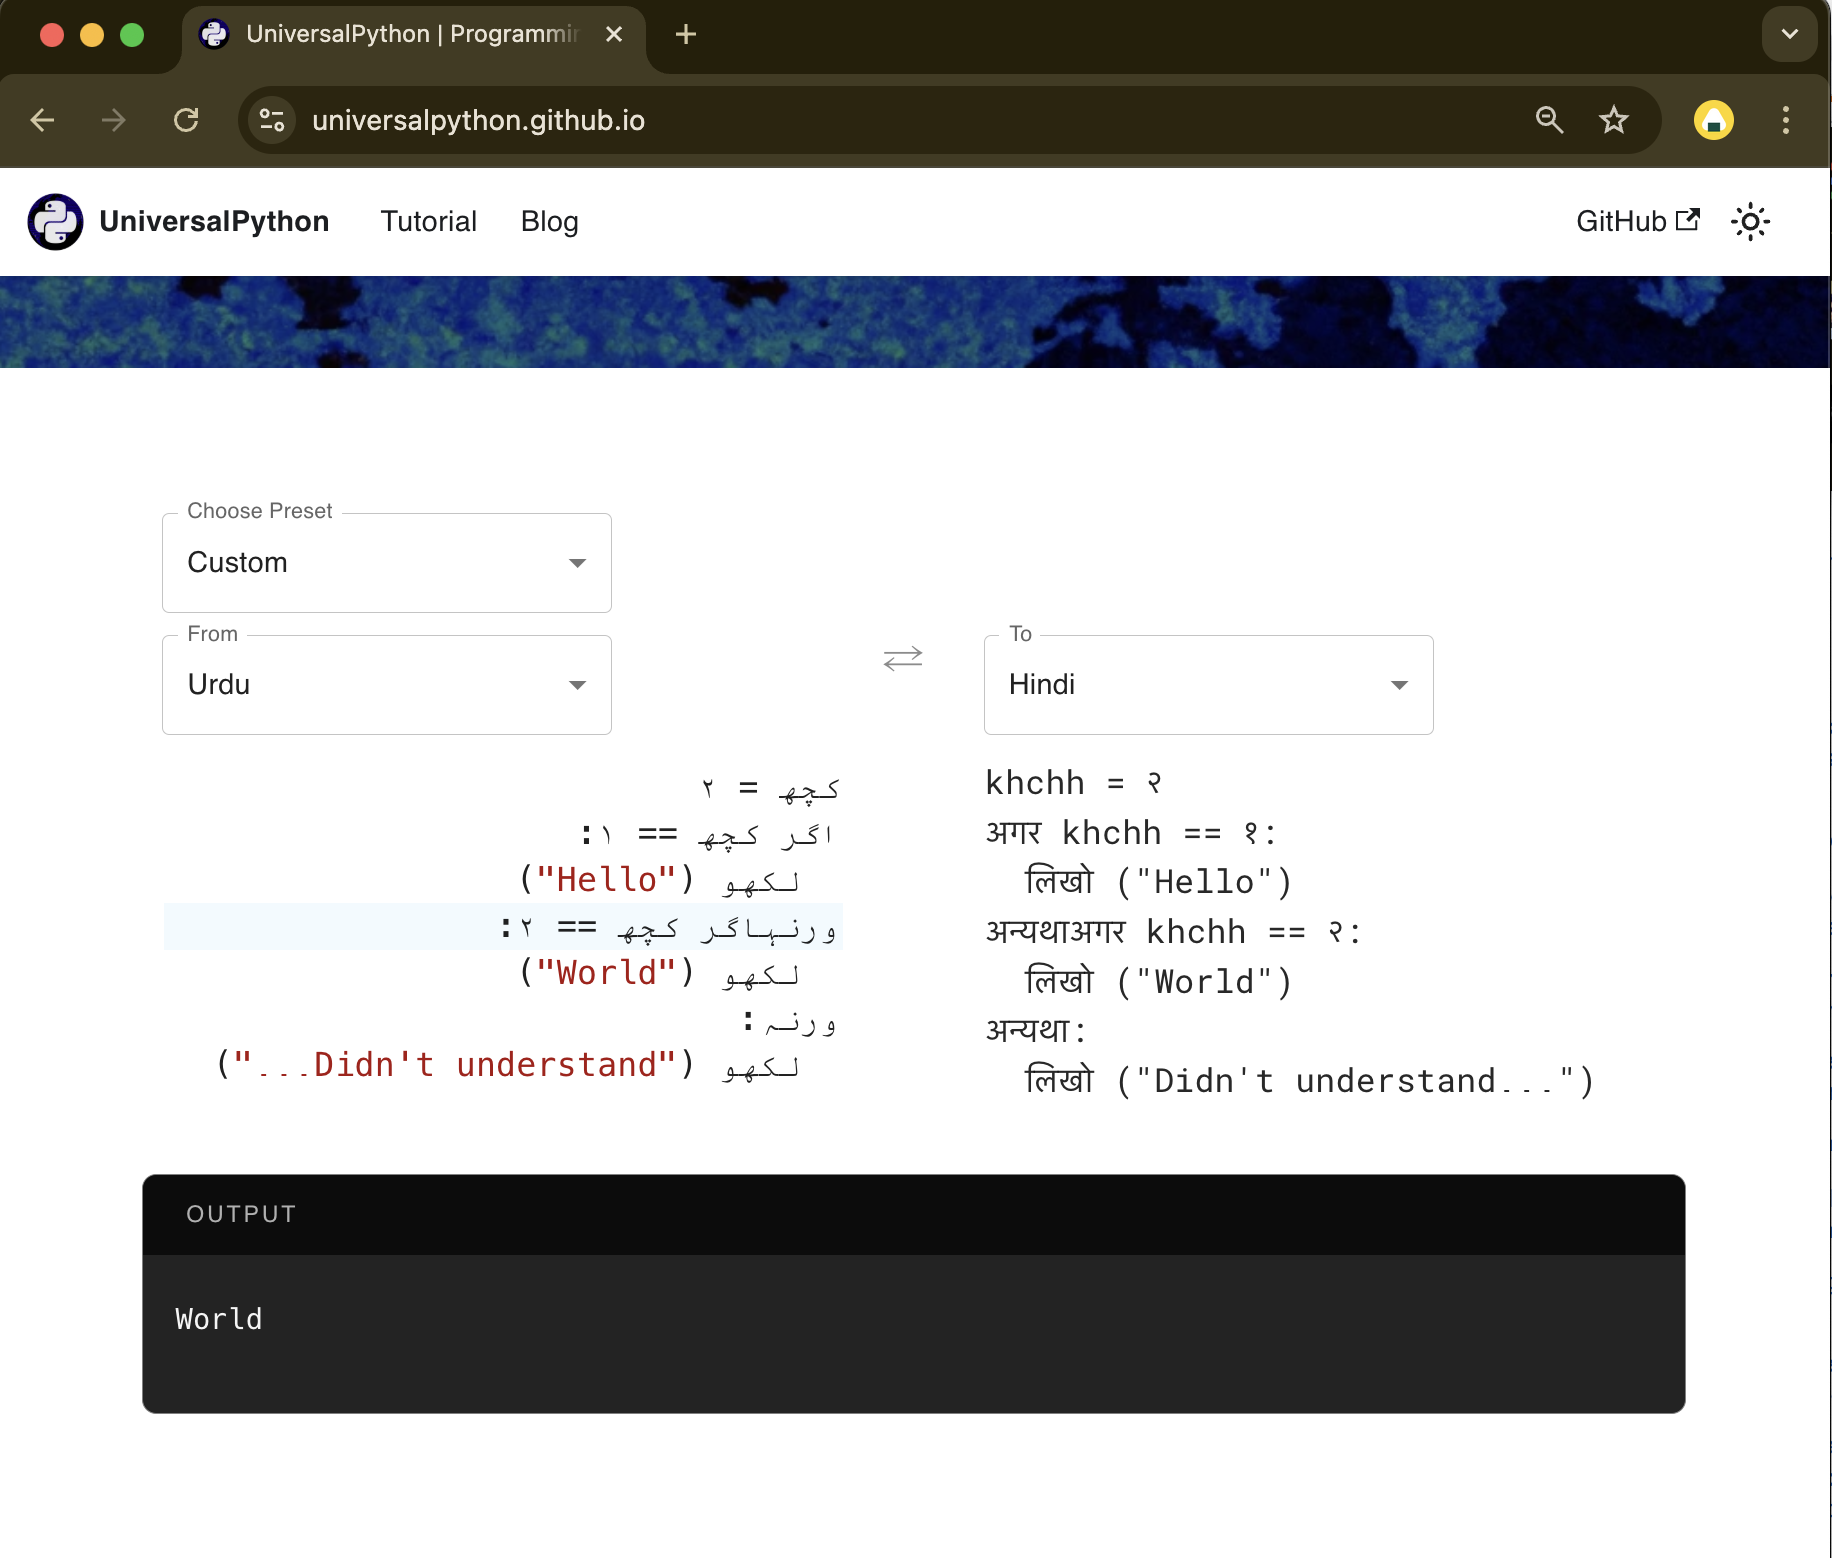 UniversalPython | Programmin
universalpython.github.io
UniversalPython Tutorial Blog GitHub
Choose Preset
Custom
From
Urdu
To
Hindi
کچھ = ۲
اگر کچھ == ۱:
لکھو ("Hello")
ورنہاگر کچھ == ۲:
لکھو ("World")
ورنہ:
لکھو ("Didn't understand...")
khchh = २
अगर khchh == १:
लिखो ("Hello")
अन्यथाअगर khchh == २:
लिखो ("World")
अन्यथा:
लिखो ("Didn't understand...")
OUTPUT
World